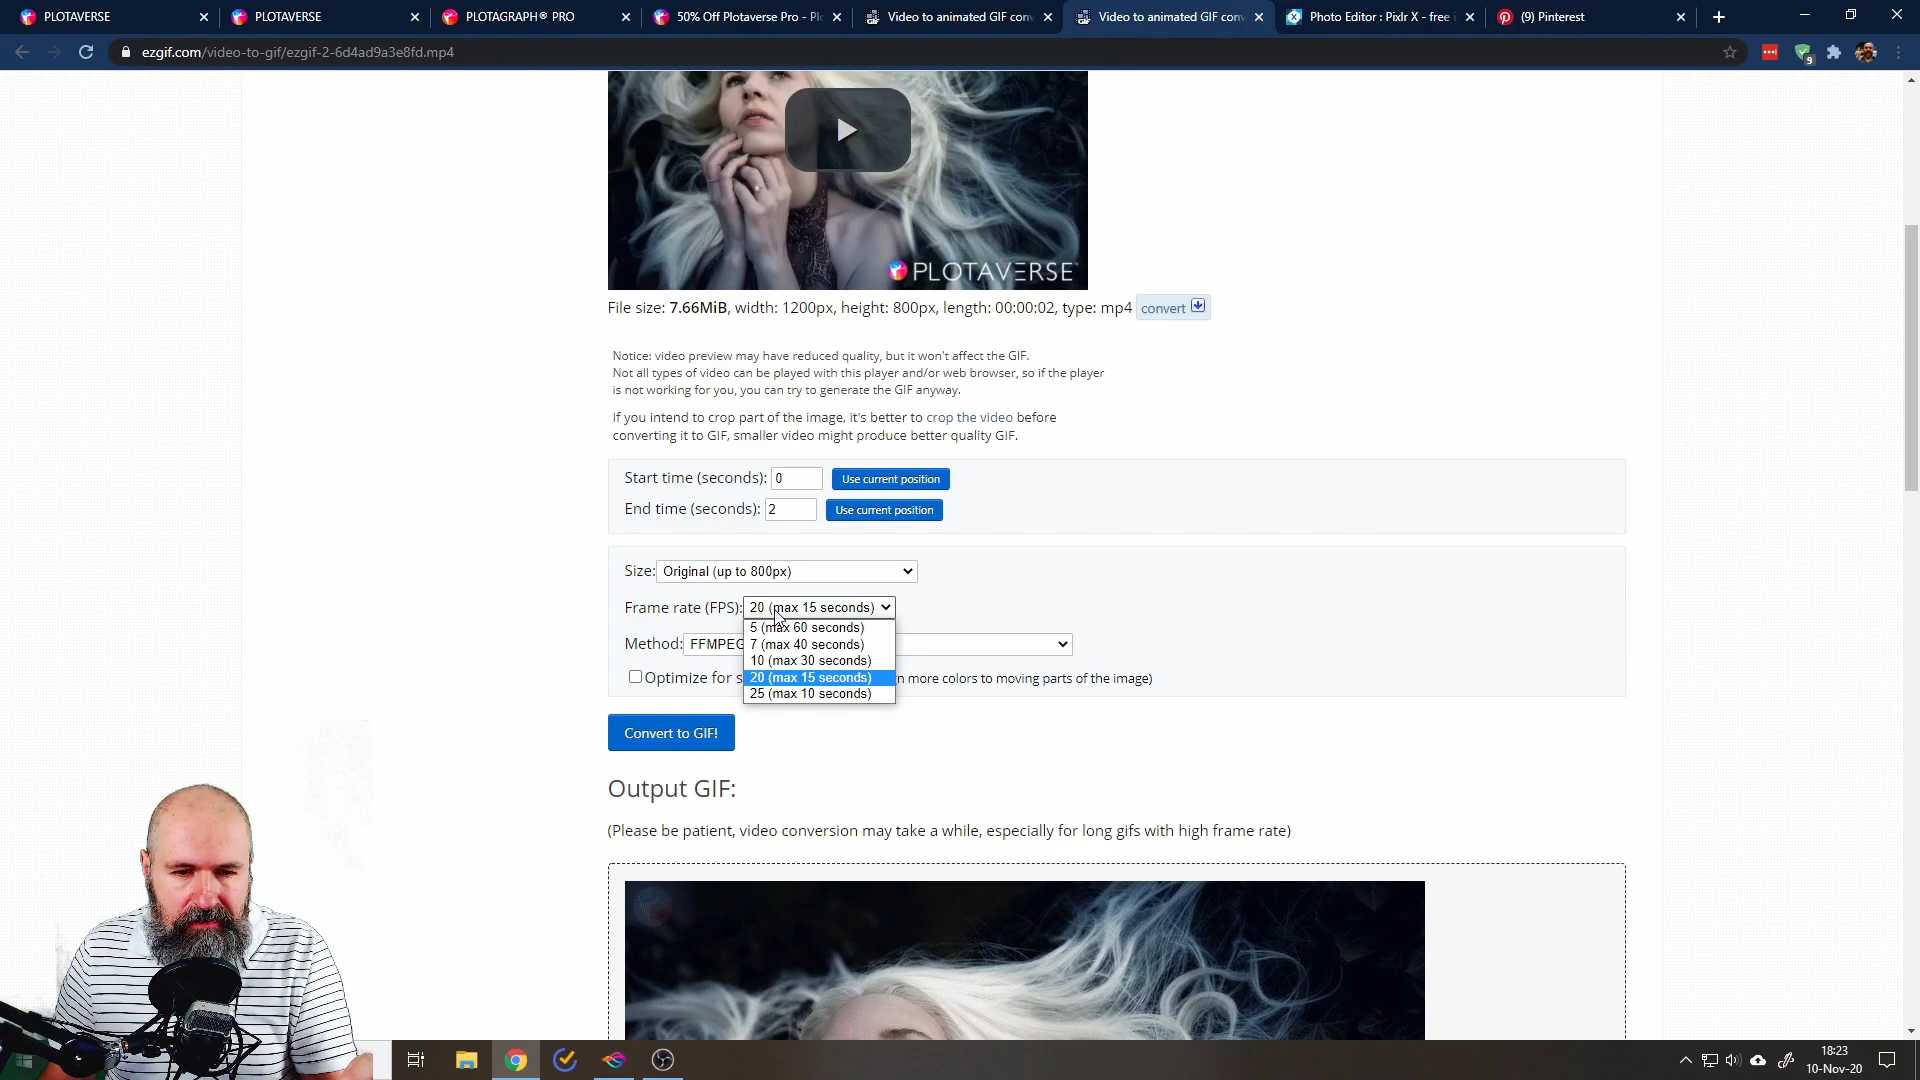 PLOTAVERSE
PLOTAVERSE
PLOTAGRAPH® PRO
50% Off Plotaverse Pro - Plo
Video to animated GIF con
Video to animated GIF con
Photo Editor : Pixlr X - free i
(9) Pinterest
ezgif.com/video-to-gif/ezgif-2-6d4ad9a3e8fd.mp4
9
PLOTAVERSE
File size: 7.66MiB, width: 1200px, height: 800px, length: 00:00:02, type: mp4 convert
Notice: video preview may have reduced quality, but it won't affect the GIF.
Not all types of video can be played with this player and/or web browser, so if the player
is not working for you, you can try to generate the GIF anyway.
If you intend to crop part of the image, it's better to crop the video before
converting it to GIF, smaller video might produce better quality GIF.
Start time (seconds): 0 Use current position
End time (seconds): 2 Use current position
Size: Original (up to 800px)
Frame rate (FPS): 20 (max 15 seconds)
5 (max 60 seconds)
Method: FFMPEG 7 (max 40 seconds)
10 (max 30 seconds)
Optimize for s 20 (max 15 seconds) n more colors to moving parts of the image)
25 (max 10 seconds)
Convert to GIF!
Output GIF:
(Please be patient, video conversion may take a while, especially for long gifs with high frame rate)
18:23
10-Nov-20